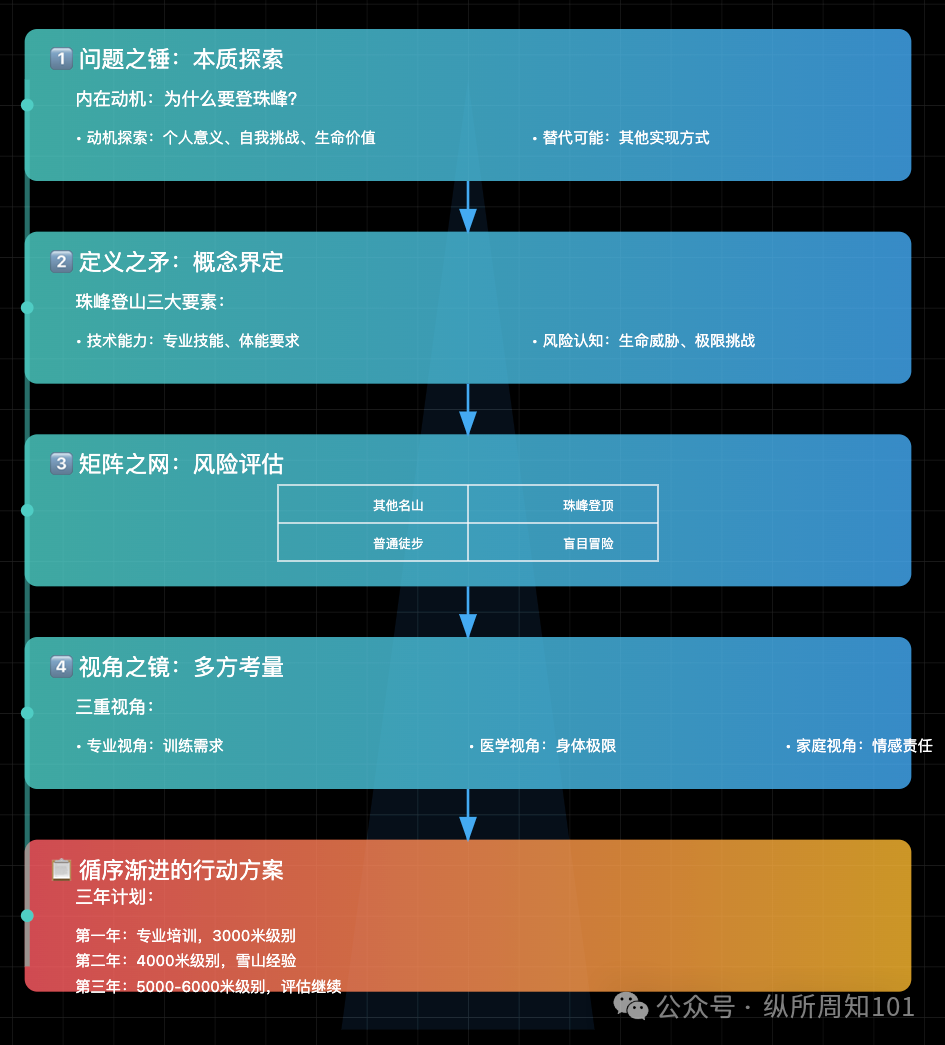 1 问题之锤：本质探索
内在动机：为什么要登珠峰？
• 动机探索：个人意义、自我挑战、生命价值
• 替代可能：其他实现方式
2 定义之矛：概念界定
珠峰登山三大要素：
• 技术能力：专业技能、体能要求
• 风险认知：生命威胁、极限挑战
3 矩阵之网：风险评估
其他名山
珠峰登顶
普通徒步
盲目冒险
4 视角之镜：多方考量
三重视角：
• 专业视角：训练需求
• 医学视角：身体极限
• 家庭视角：情感责任
循序渐进的行动方案
三年计划：
第一年：专业培训，3000米级别
第二年：4000米级别，雪山经验
第三年：5000-6000米级别，评估继续
公众号 · 纵所周知101